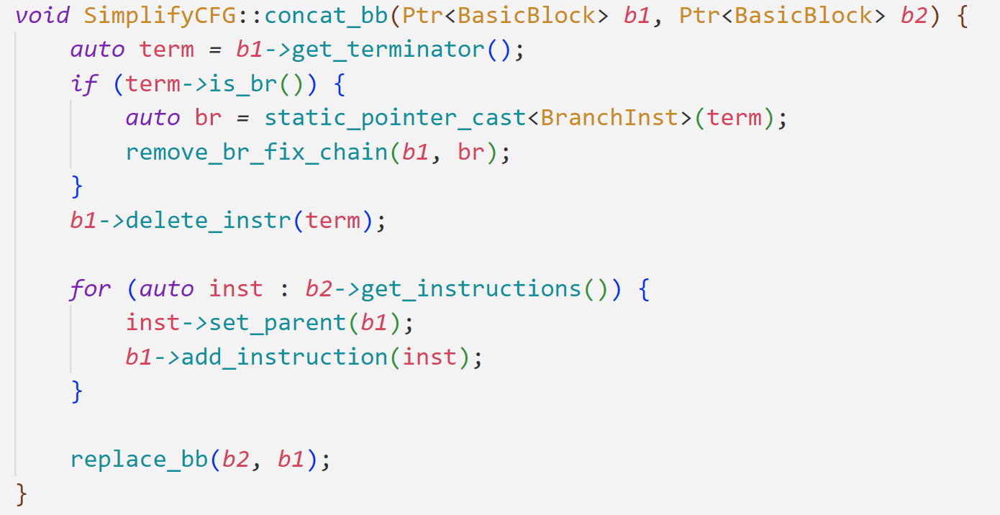 void SimplifyCFG::concat_bb(Ptr<BasicBlock> b1, Ptr<BasicBlock> b2) {
    auto term = b1->get_terminator();
    if (term->is_br()) {
        auto br = static_pointer_cast<BranchInst>(term);
        remove_br_fix_chain(b1, br);
    }
    b1->delete_instr(term);

    for (auto inst : b2->get_instructions()) {
        inst->set_parent(b1);
        b1->add_instruction(inst);
    }

    replace_bb(b2, b1);
}